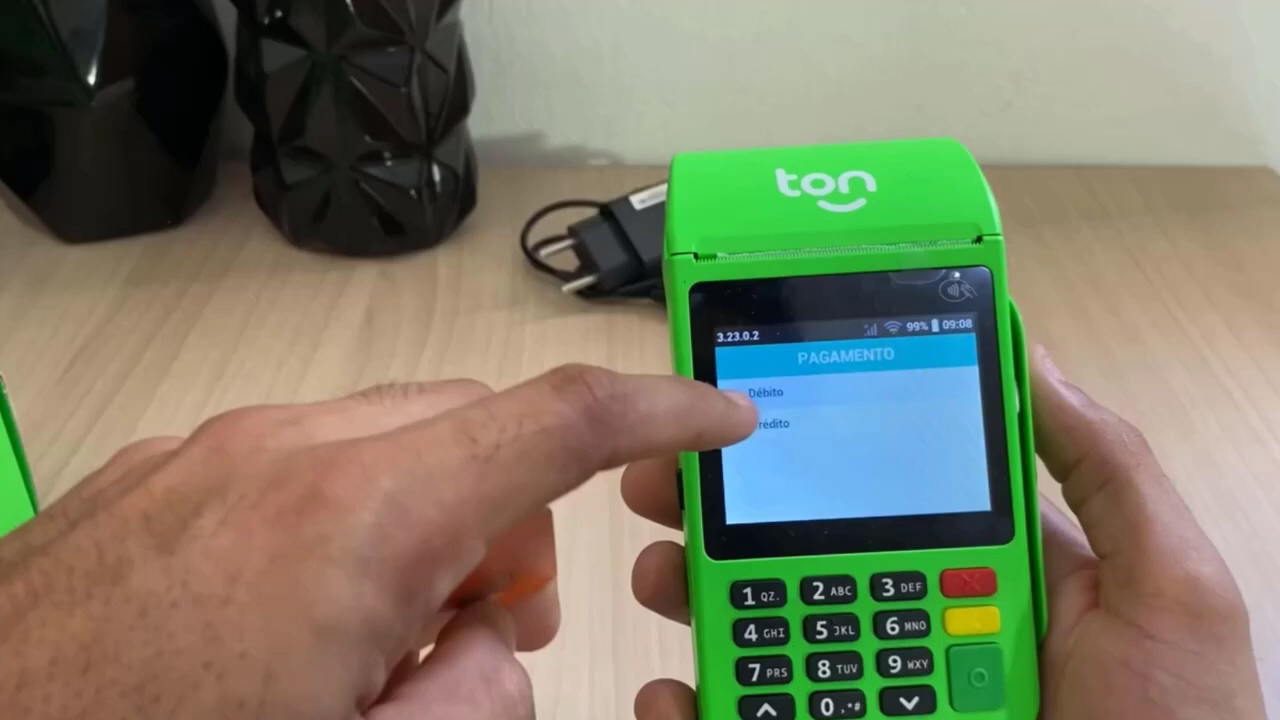 ton
3.23.0.2 99% 09:08
PAGAMENTO
Débito
rédito
1 QZ. 2 ABC 3 DEF
4 GHI 5 JKL 6 MNO
7 PRS 8 TUV 9 WXY
0 .*#